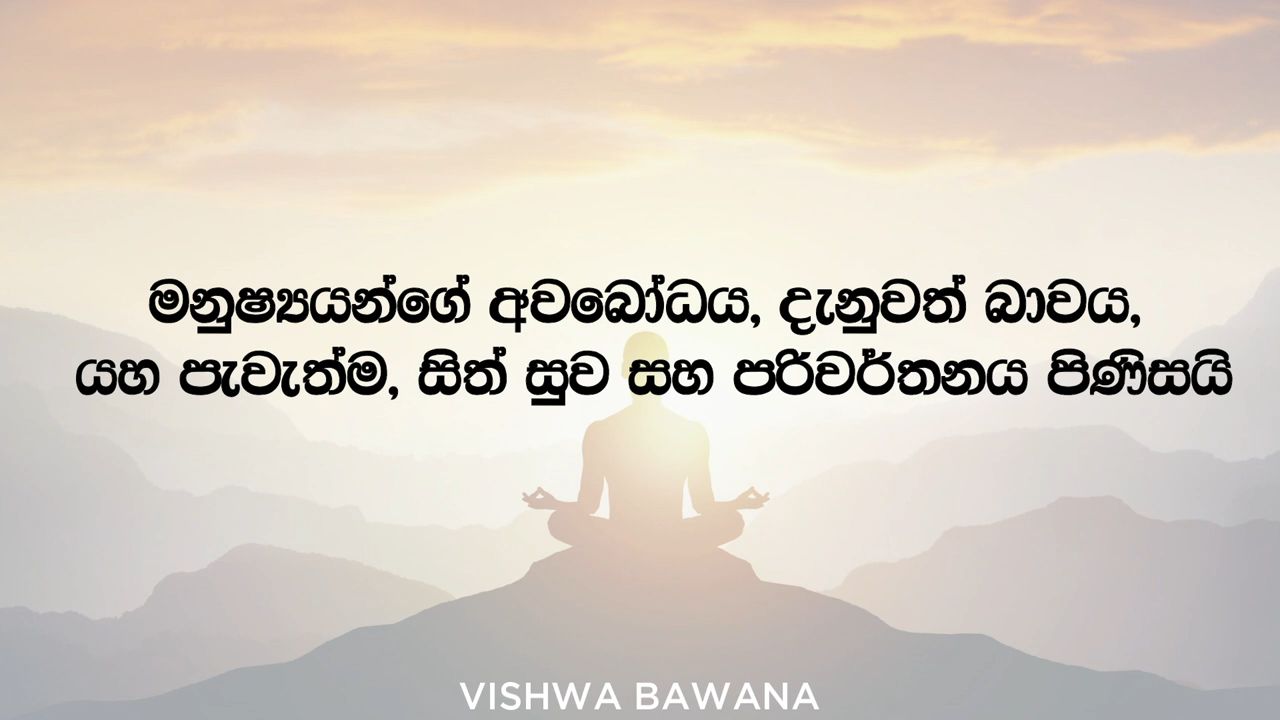 මනුෂ්‍යයන්ගේ අවබෝධය, දැනුවත් බාවය,
යහ පැවැත්ම, සිත් සුව සහ පරිවර්තනය පිණිසයි
VISHWA BAWANA